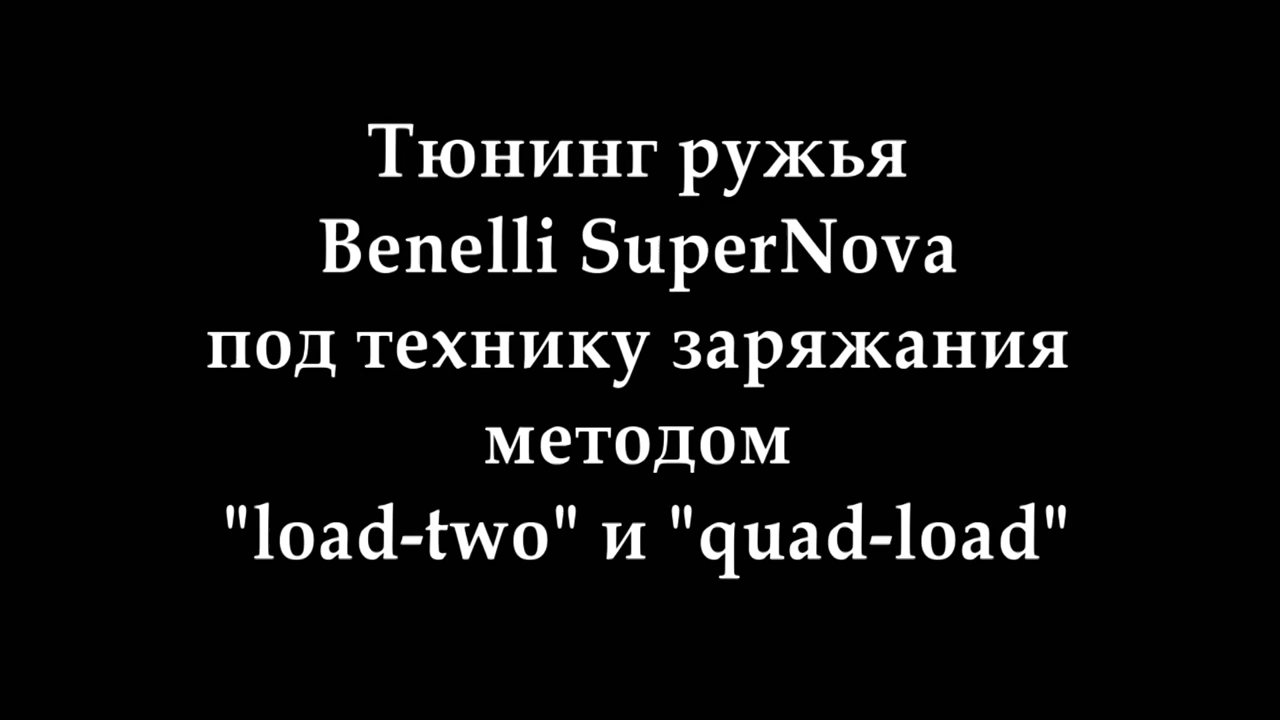 Тюнинг ружья
Benelli SuperNova
под технику заряжания
методом
"load-two" и "quad-load"